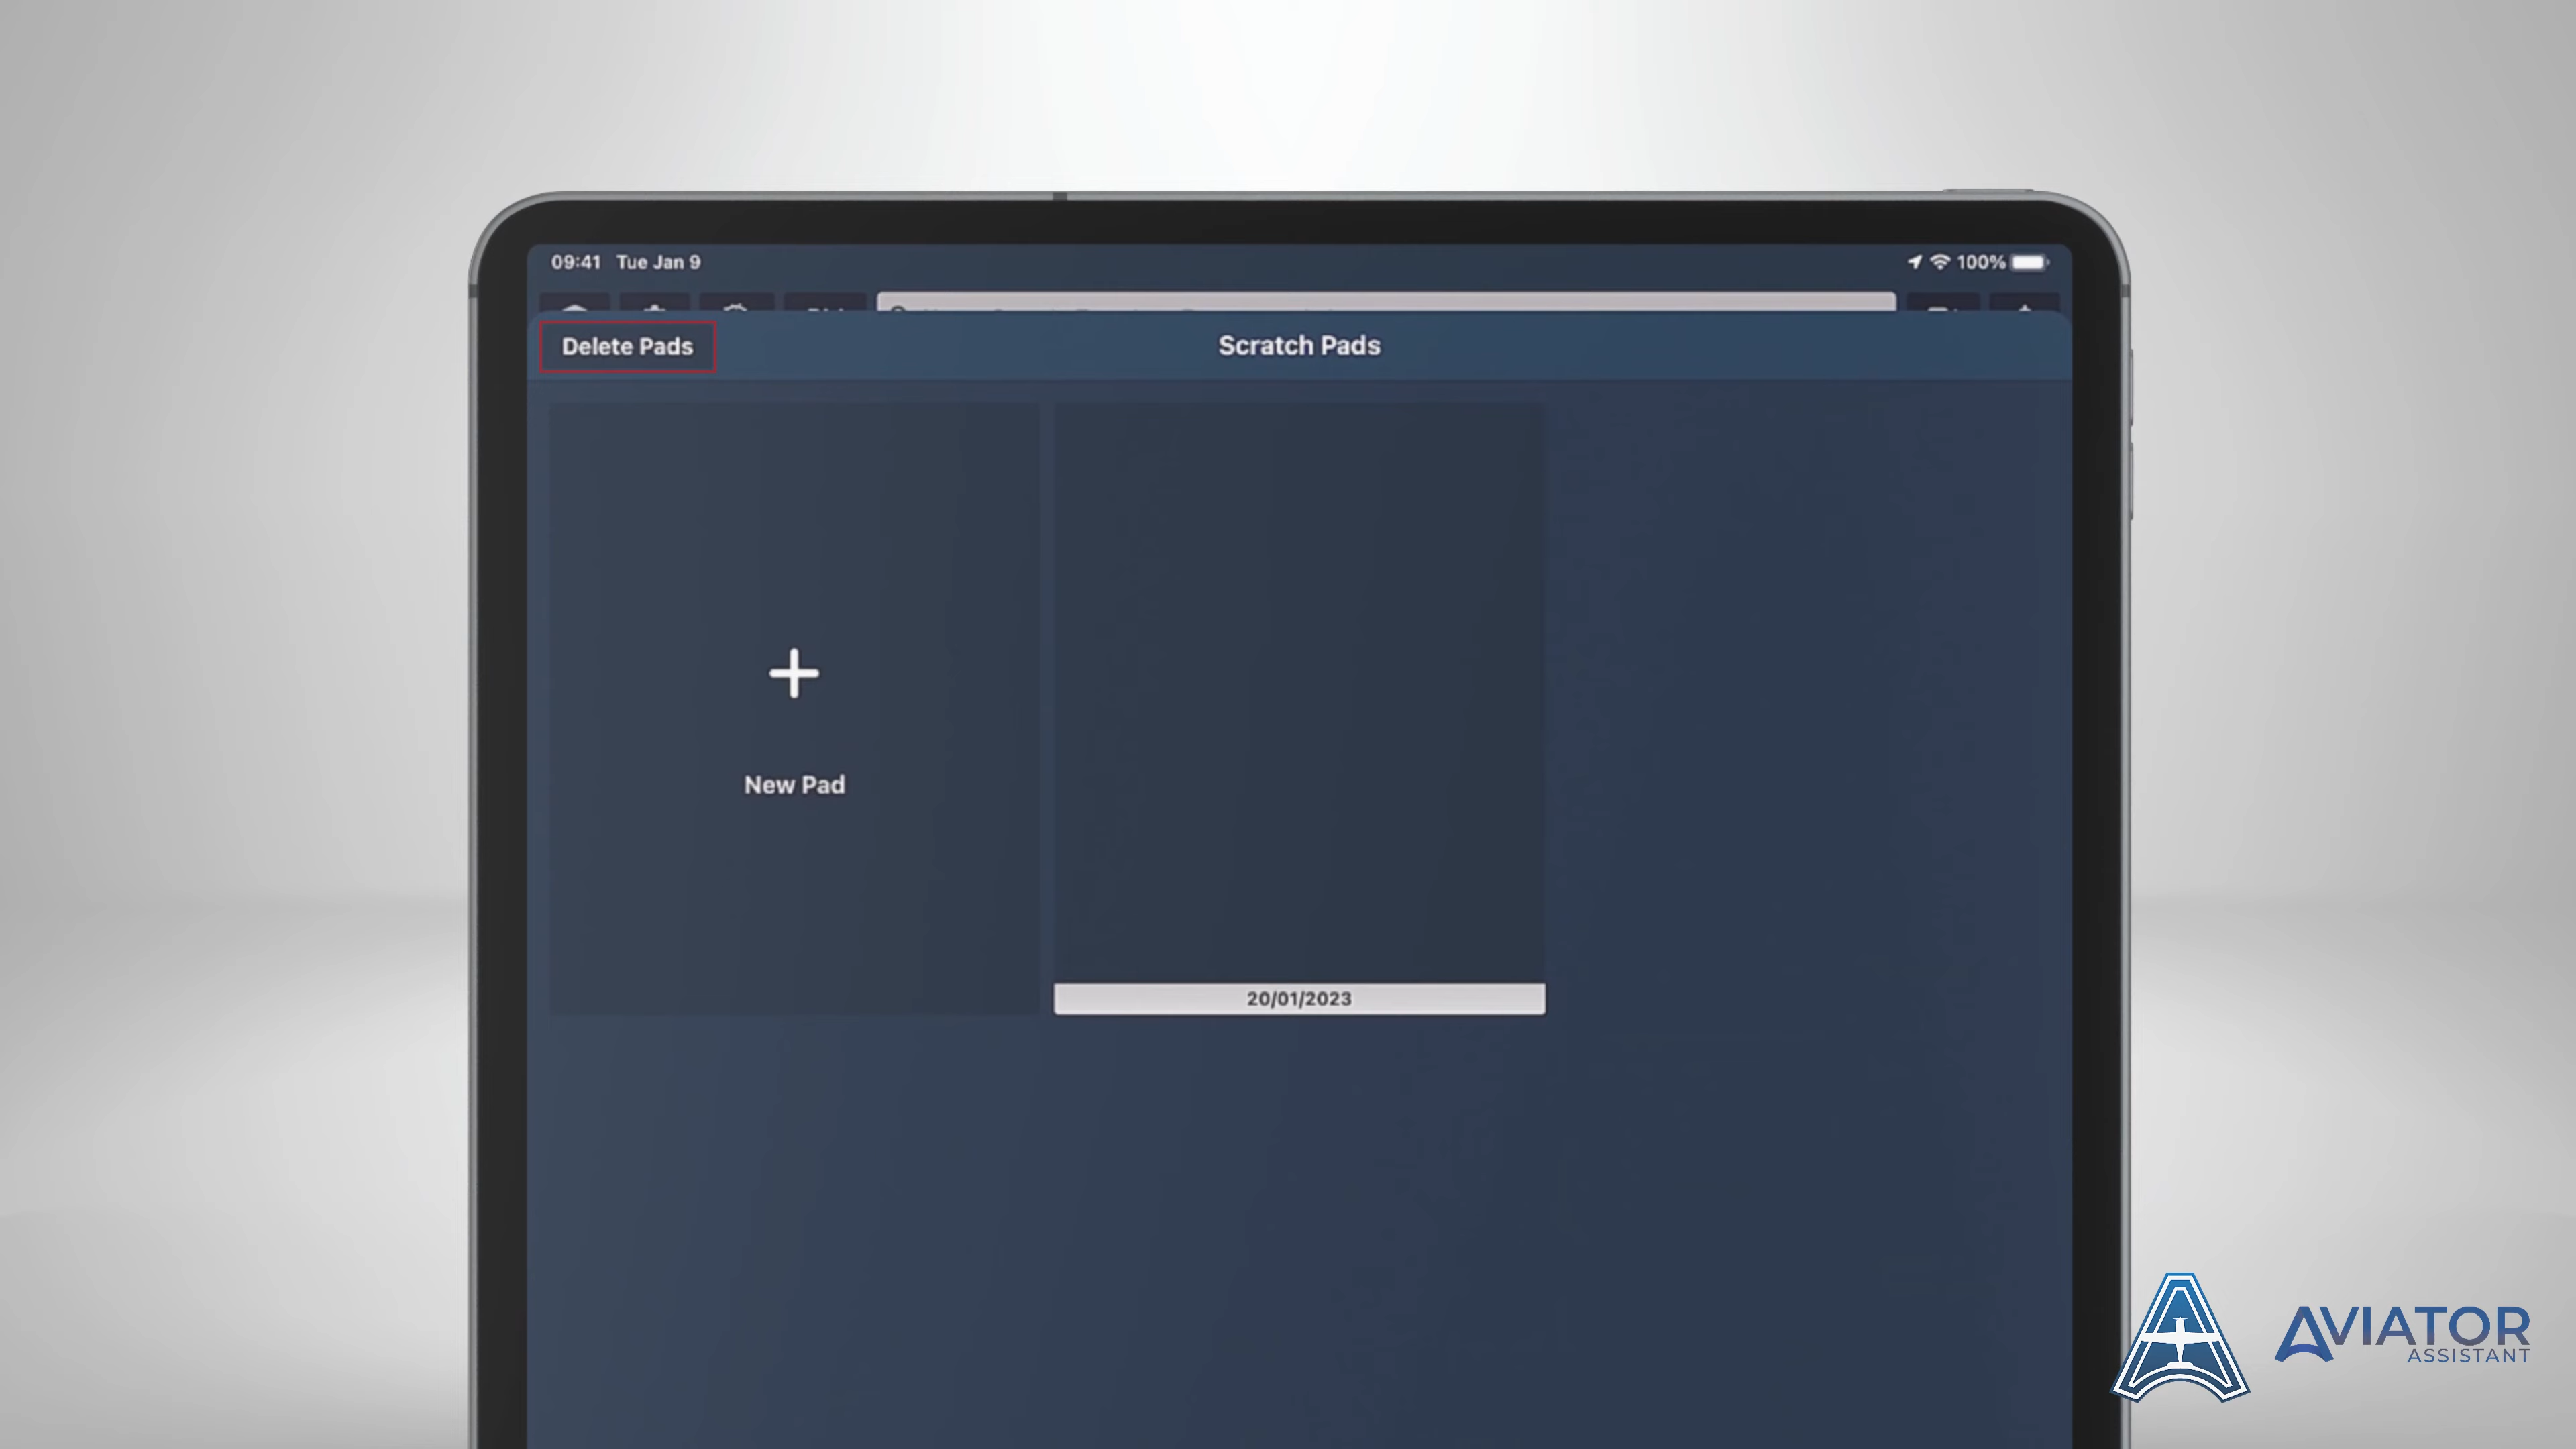 09:41 Tue Jan 9
100%
Delete Pads
Scratch Pads
New Pad
20/01/2023
AVIATOR
ASSISTANT